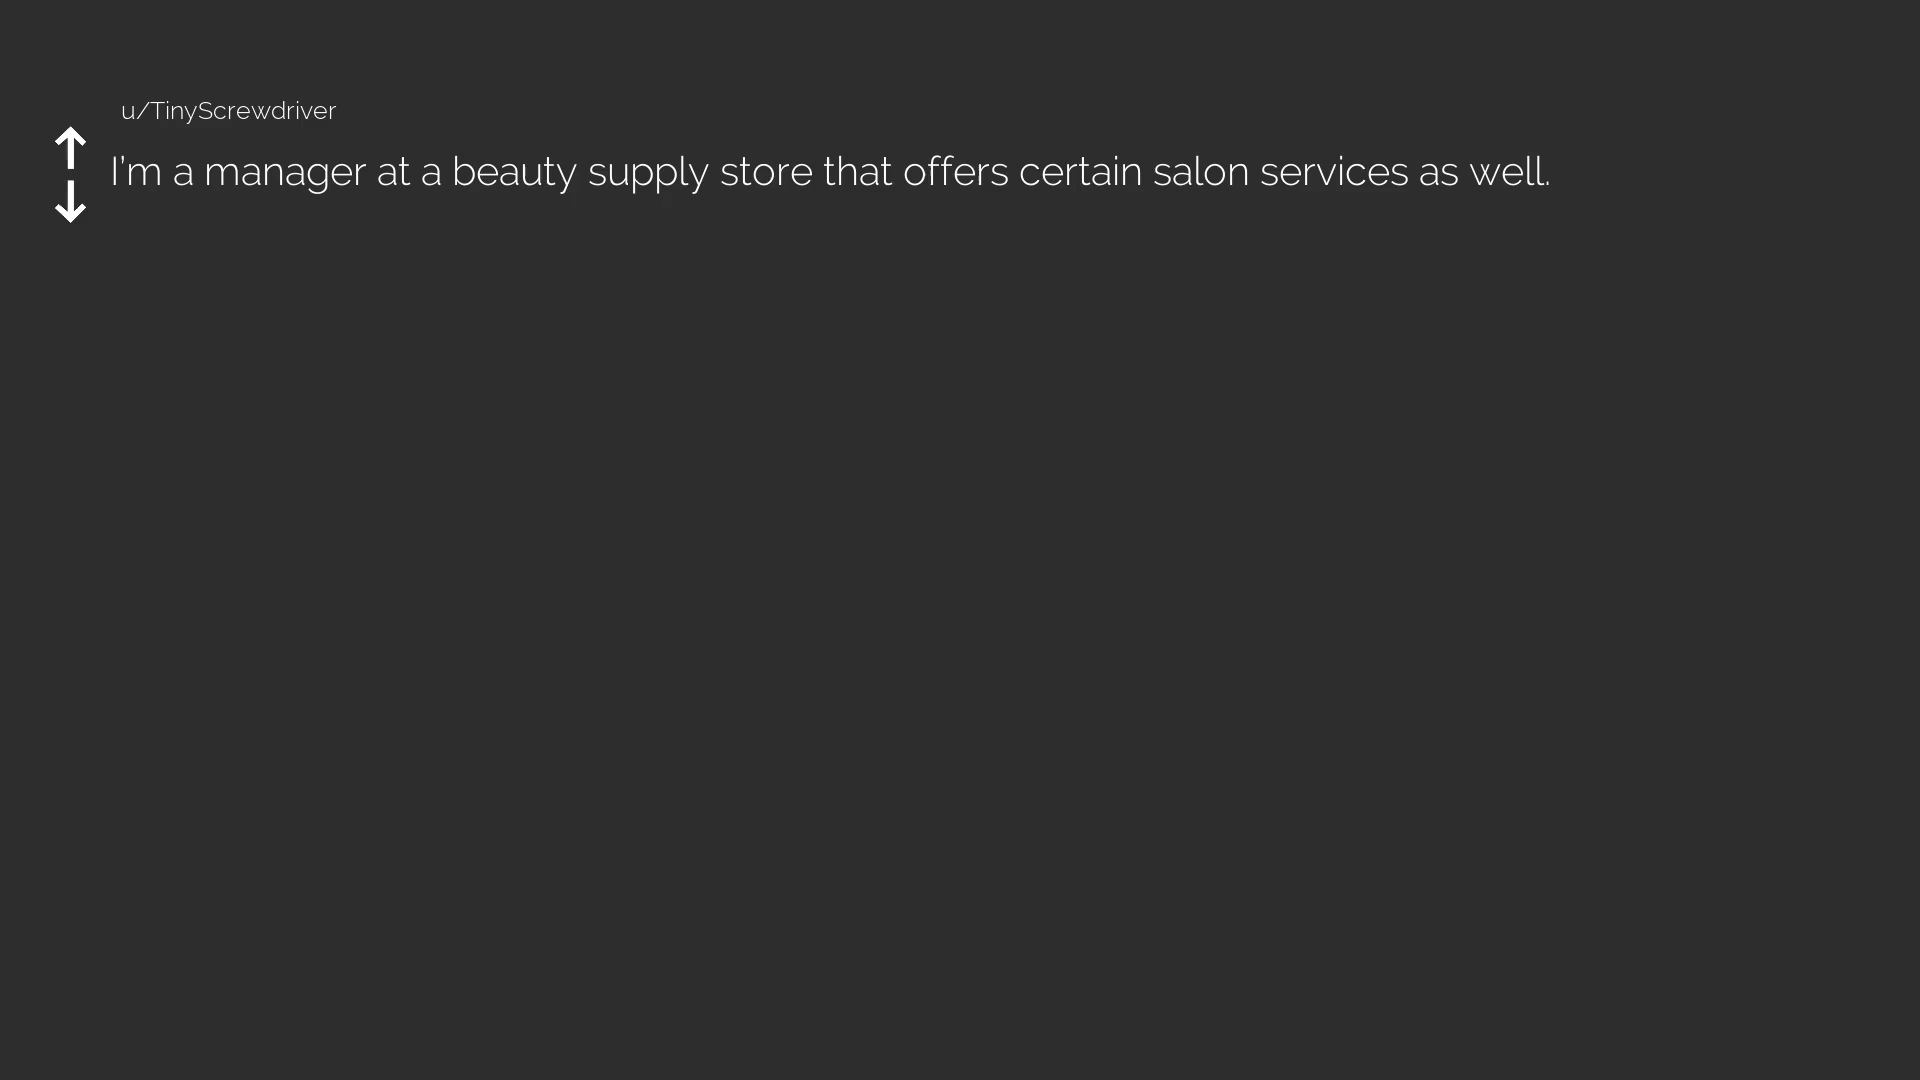 u/TinyScrewdriver
I'm a manager at a beauty supply store that offers certain salon services as well.